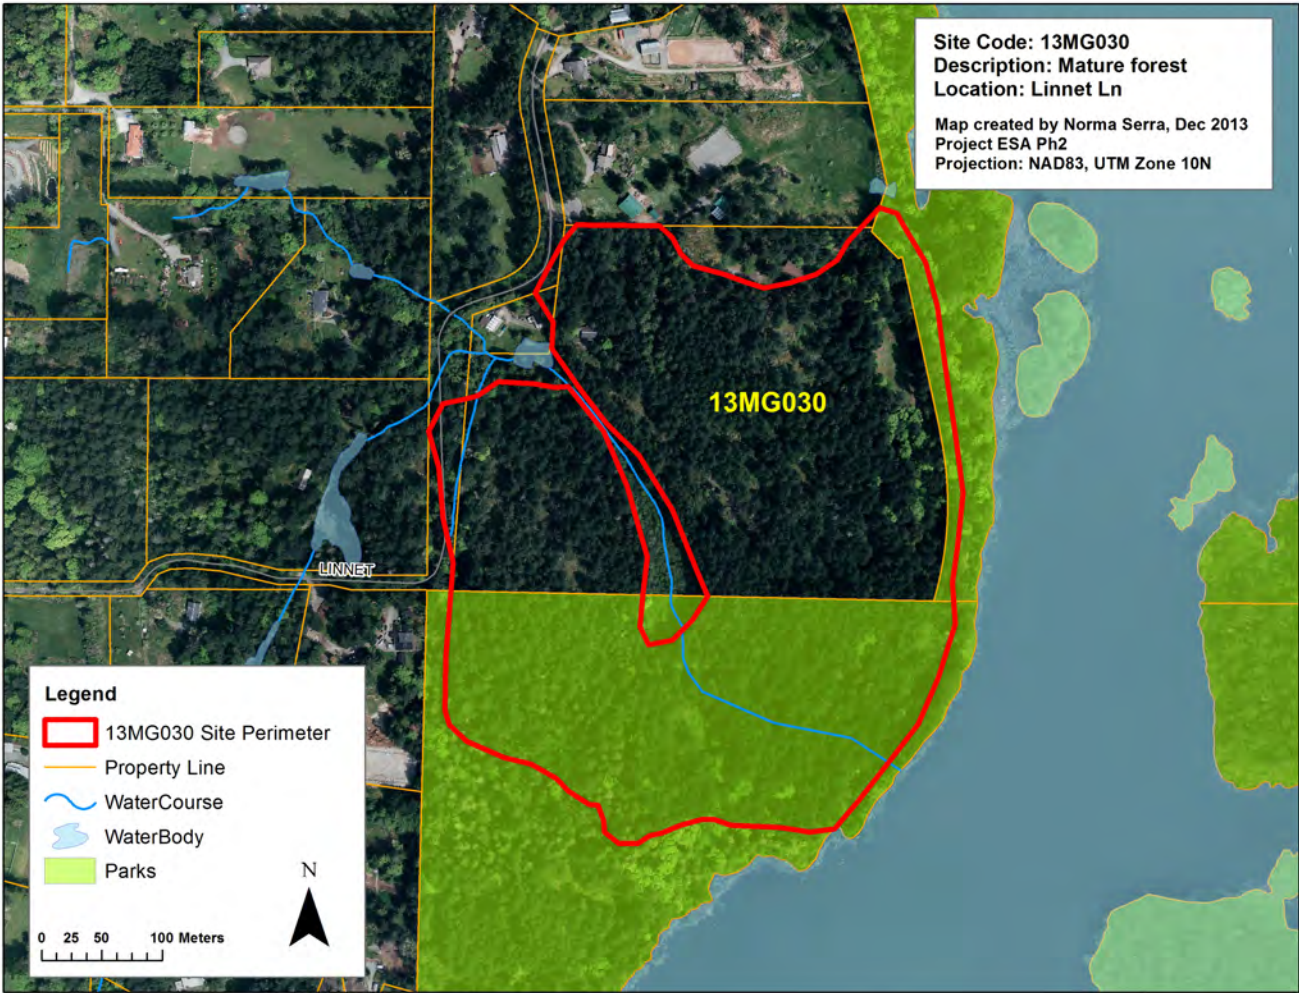 Site Code: 13MG030
Description: Mature forest
Location: Linnet Ln
Map created by Norma Serra, Dec 2013
Project ESA Ph2
Projection: NAD83, UTM Zone 10N
13MG030
LINNET
Legend
13MG030 Site Perimeter
Property Line
WaterCourse
WaterBody
Parks
N
0 25 50 100 Meters